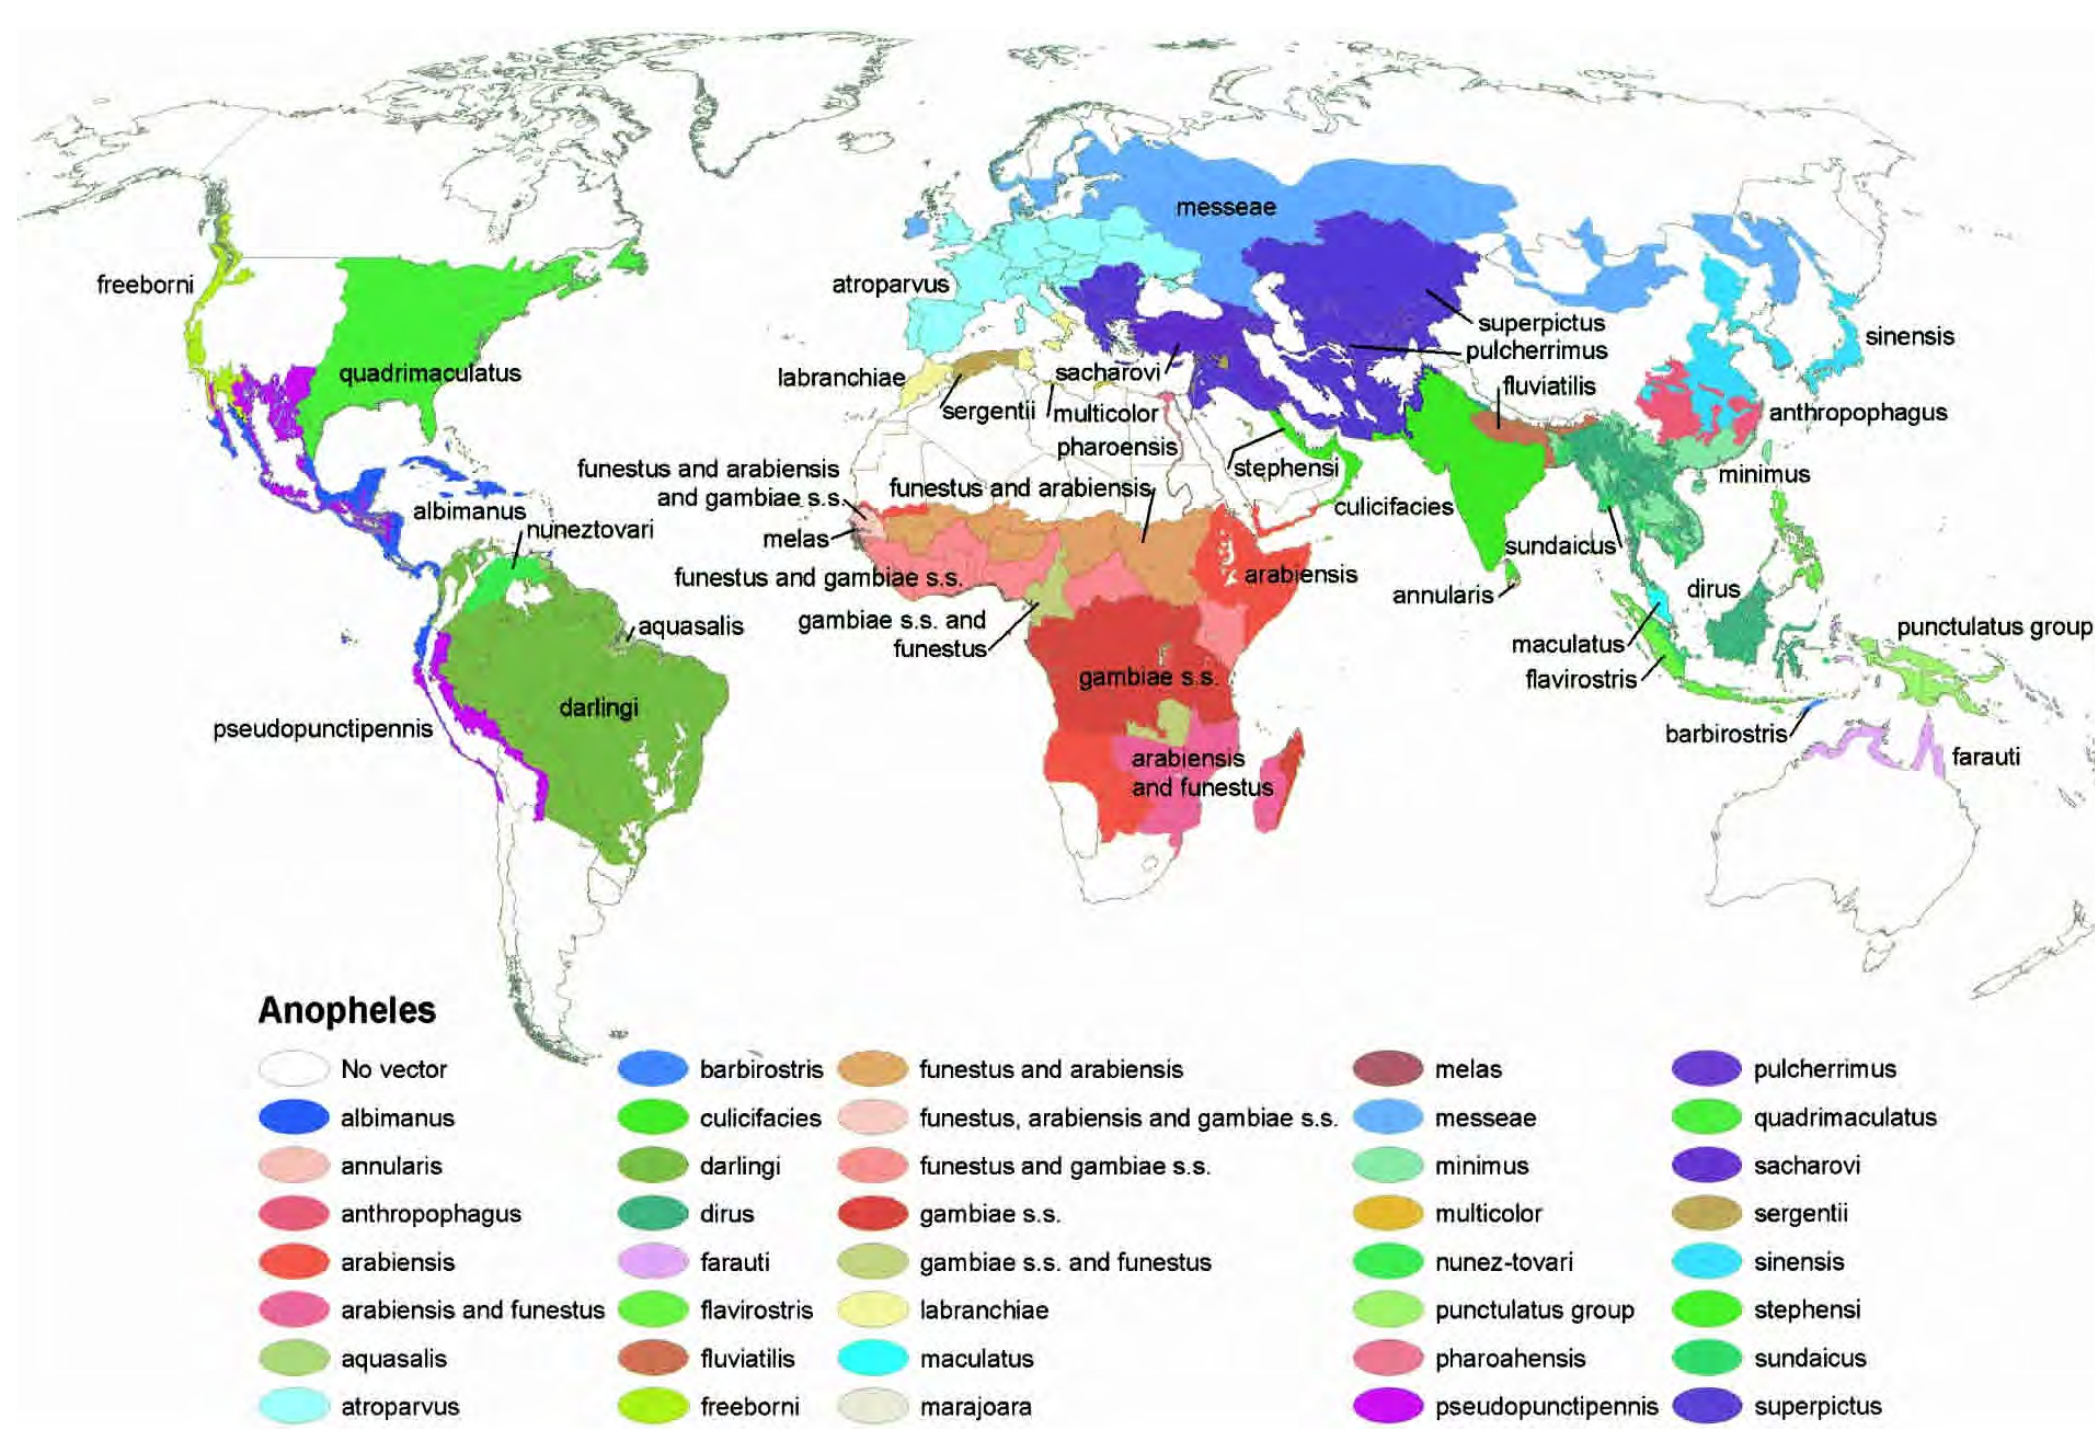 messeae
freeborni
atroparvus
superpictus
sinensis
pulcherrimus
quadrimaculatus
labranchiae
sacharovi
fluviatilis
sergentii
multicolor
anthropophagus
pharoensis
funestus and arabiensis
and gambiae s.s.
stephensi
minimus
funestus and arabiensis
albimanus
culicifacies
nuneztovari
melas
sundaicus
funestus and gambiae s.s.
arabiensis
annularis
dirus
gambiae s.s. and
funestus
aquasalis
punctulatus group
maculatus
gambiae s.s.
flavirostris
darlingi
pseudopunctipennis
barbirostris
arabiensis
and funestus
farauti
Anopheles
No vector
albimanus
annularis
anthropophagus
arabiensis
arabiensis and funestus
aquasalis
atroparvus
barbirostris
culicifacies
darlingi
dirus
farauti
flavirostris
fluviatilis
freeborni
funestus and arabiensis
funestus, arabiensis and gambiae s.s.
funestus and gambiae s.s.
gambiae s.s.
gambiae s.s. and funestus
labranchiae
maculatus
marajoara
melas
messeae
minimus
multicolor
nunez-tovari
punctulatus group
pharoahensis
pseudopunctipennis
pulcherrimus
quadrimaculatus
sacharovi
sergentii
sinensis
stephensi
sundaicus
superpictus